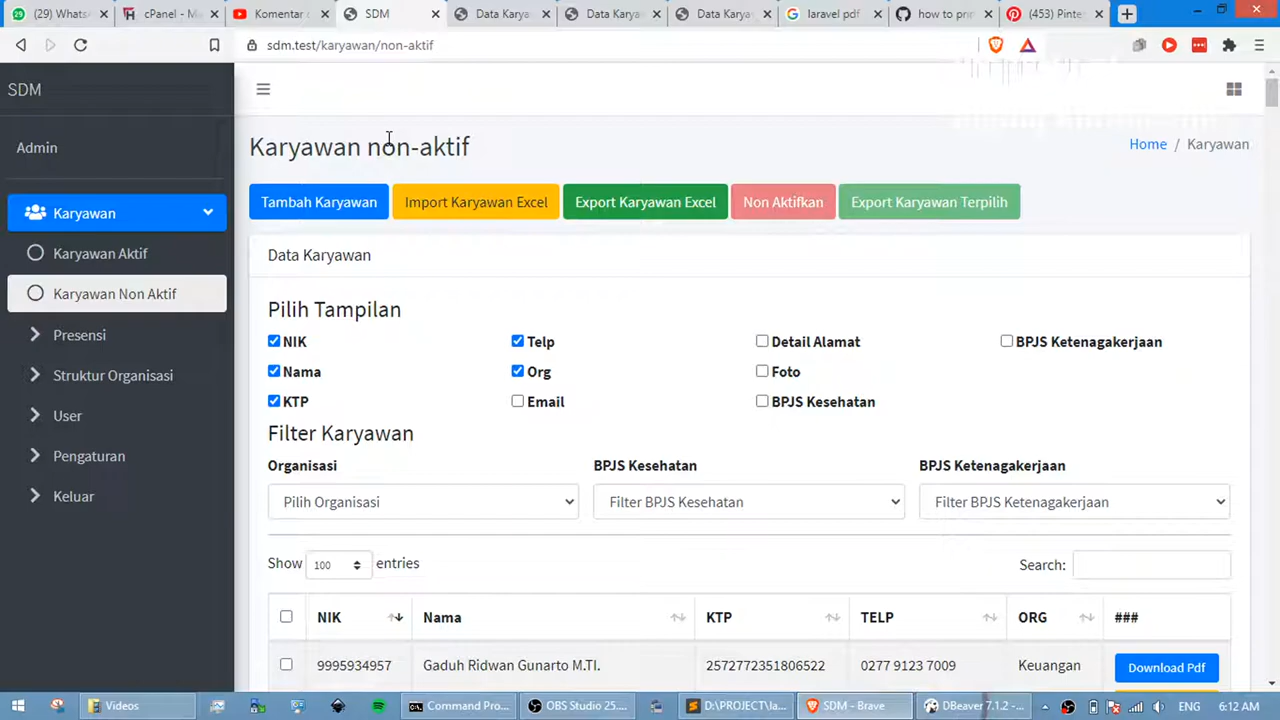 (29) Whats
cPanel - M
Komentar
SDM
Data Karya
Data Karya
Data Karya
laravel pdf
how to prin
(453) Pinte
sdm.test/karyawan/non-aktif
SDM
Admin
Karyawan
Karyawan Aktif
Karyawan Non Aktif
Presensi
Struktur Organisasi
User
Pengaturan
Keluar
Karyawan non-aktif
Home / Karyawan
Tambah Karyawan
Import Karyawan Excel
Export Karyawan Excel
Non Aktifkan
Export Karyawan Terpilih
Data Karyawan
Pilih Tampilan
NIK
Telp
Detail Alamat
BPJS Ketenagakerjaan
Nama
Org
Foto
KTP
Email
BPJS Kesehatan
Filter Karyawan
Organisasi
BPJS Kesehatan
BPJS Ketenagakerjaan
Pilih Organisasi
Filter BPJS Kesehatan
Filter BPJS Ketenagakerjaan
Show 100 entries
Search:
NIK
Nama
KTP
TELP
ORG
###
9995934957
Gaduh Ridwan Gunarto M.TI.
2572772351806522
0277 9123 7009
Keuangan
Download Pdf
Videos
Command Pro...
OBS Studio 25....
D:\PROJECT\la...
SDM - Brave
DBeaver 7.1.2 - ...
ENG
6:12 AM